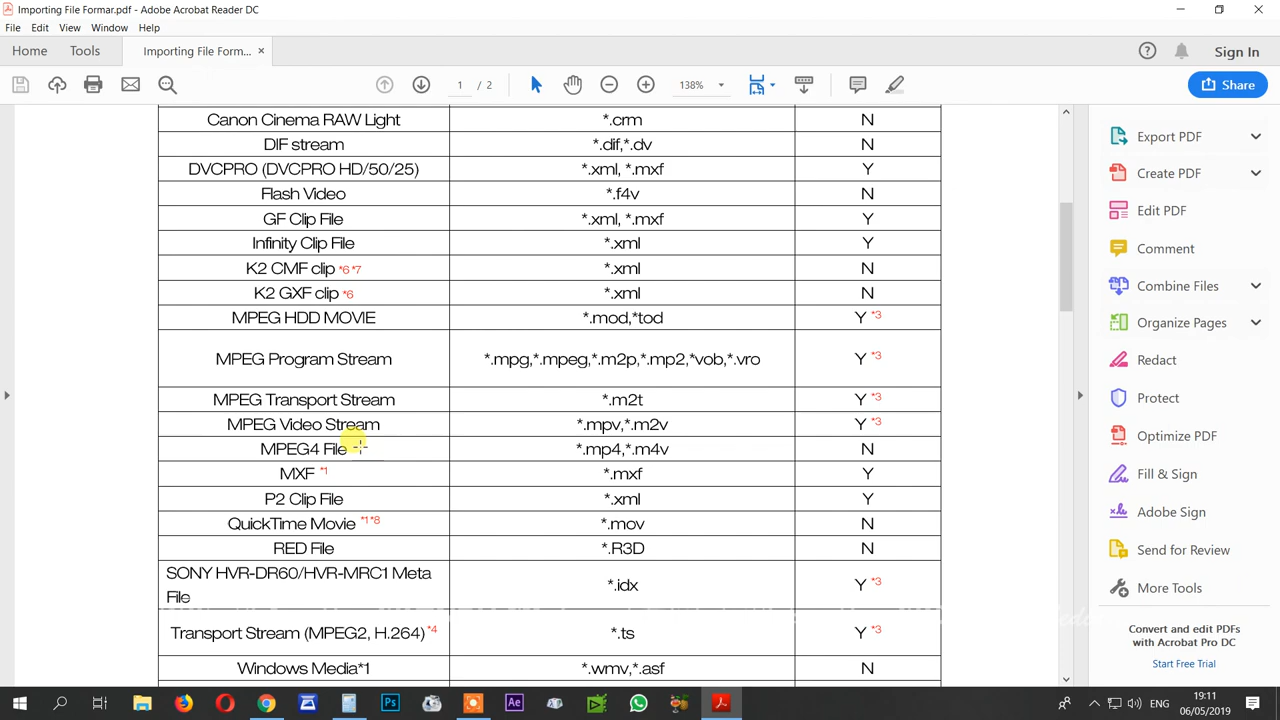 Importing File Formar.pdf - Adobe Acrobat Reader DC
File Edit View Window Help
Home Tools Importing File Form... ×
Sign In
1 / 2 138% Share
Canon Cinema RAW Light *.crm N
DIF stream *.dif,*.dv N
DVCPRO (DVCPRO HD/50/25) *.xml, *.mxf Y
Flash Video *.f4v N
GF Clip File *.xml, *.mxf Y
Infinity Clip File *.xml Y
K2 CMF clip *6 *7 *.xml N
K2 GXF clip *6 *.xml N
MPEG HDD MOVIE *.mod,*tod Y *3
MPEG Program Stream *.mpg,*.mpeg,*.m2p,*.mp2,*vob,*.vro Y *3
MPEG Transport Stream *.m2t Y *3
MPEG Video Stream *.mpv,*.m2v Y *3
MPEG4 File *.mp4,*.m4v N
MXF *1 *.mxf Y
P2 Clip File *.xml Y
QuickTime Movie *1*8 *.mov N
RED File *.R3D N
SONY HVR-DR60/HVR-MRC1 Meta
File *.idx Y *3
Transport Stream (MPEG2, H.264)*4 *.ts Y *3
Windows Media*1 *.wmv,*.asf N
Export PDF
Create PDF
Edit PDF
Comment
Combine Files
Organize Pages
Redact
Protect
Optimize PDF
Fill & Sign
Adobe Sign
Send for Review
More Tools
Convert and edit PDFs
with Acrobat Pro DC
Start Free Trial
Ps Ae ENG
19:11
06/05/2019